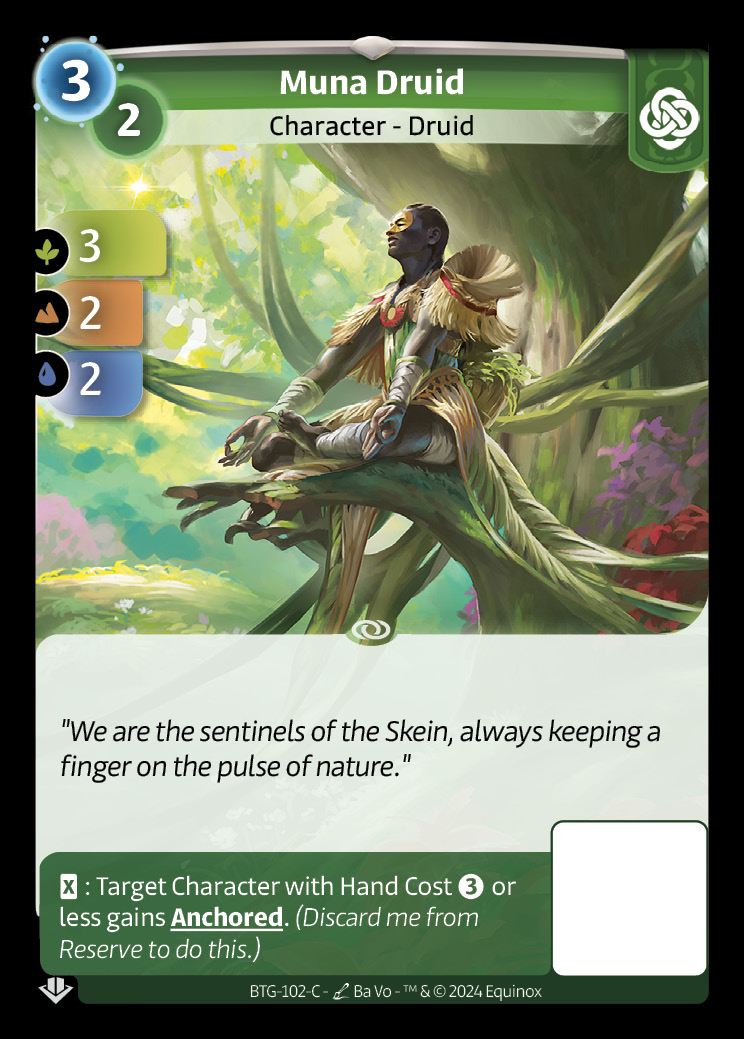 3
Muna Druid
2
Character - Druid
3
2
2
"We are the sentinels of the Skein, always keeping a
finger on the pulse of nature."
X : Target Character with Hand Cost 3 or
less gains Anchored. (Discard me from
Reserve to do this.)
BTG-102-C - Ba Vo - ™ & © 2024 Equinox